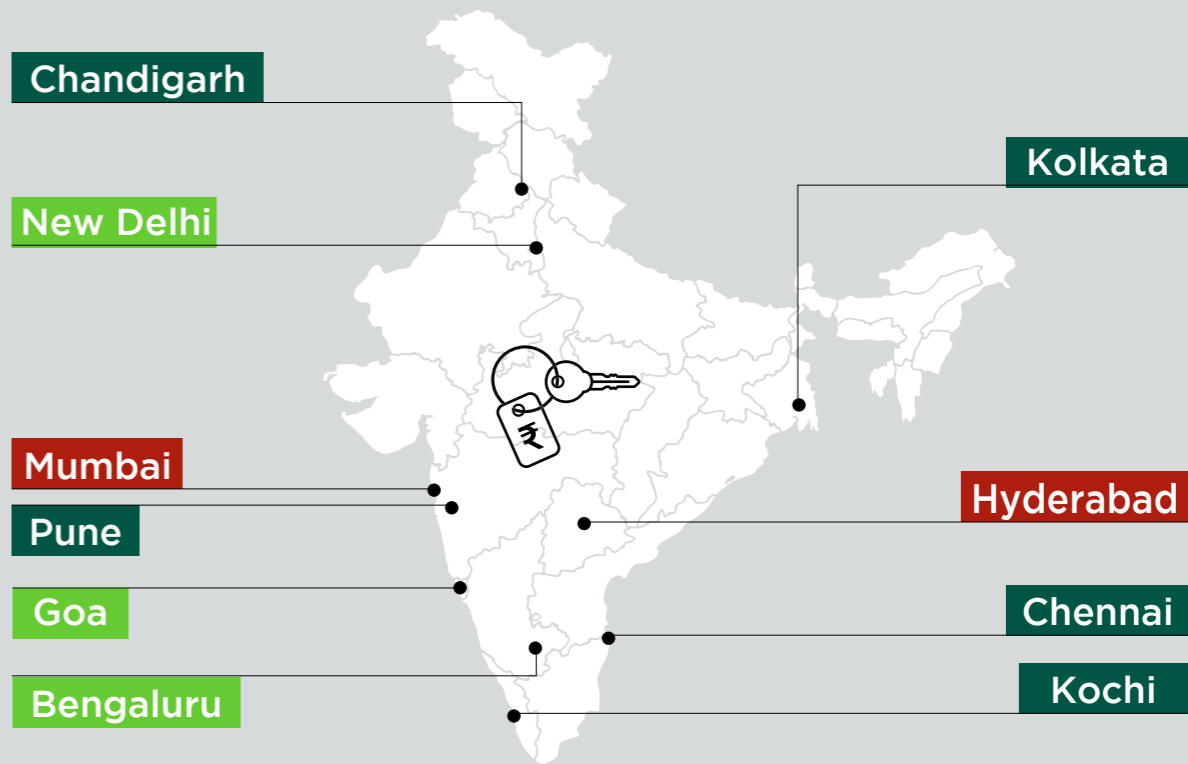 Chandigarh
New Delhi
Mumbai
Pune
Goa
Bengaluru
₹
Kolkata
Hyderabad
Chennai
Kochi